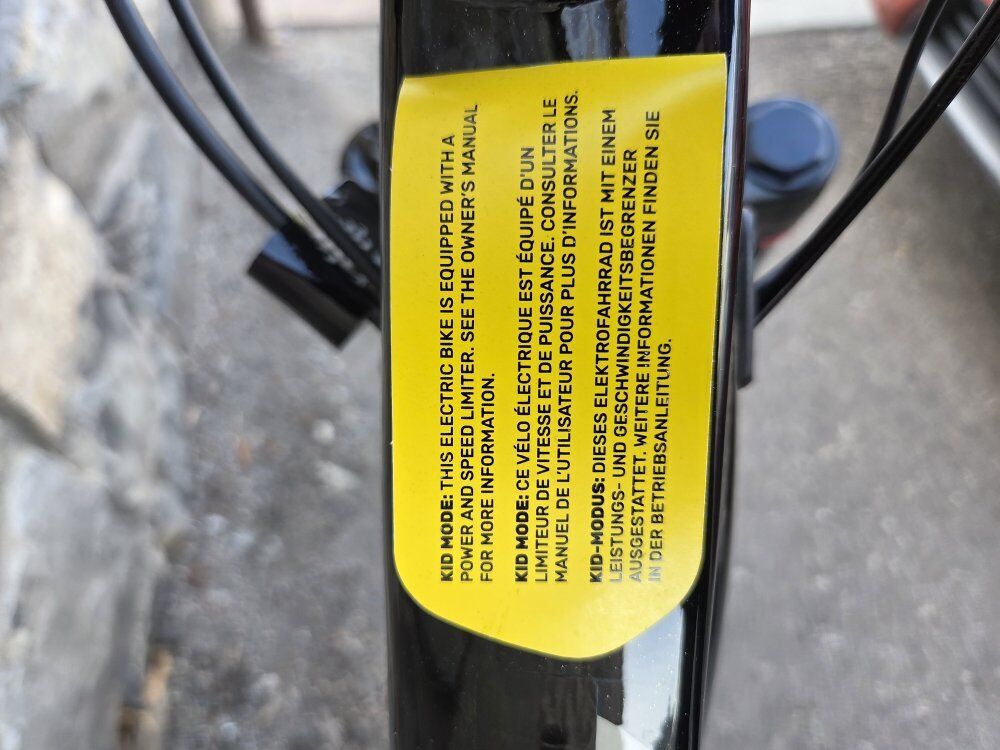 KID MODE: THIS ELECTRIC BIKE IS EQUIPPED WITH A
POWER AND SPEED LIMITER. SEE THE OWNER'S MANUAL
FOR MORE INFORMATION.
KID MODE: CE VÉLO ÉLECTRIQUE EST ÉQUIPÉ D'UN
LIMITEUR DE VITESSE ET DE PUISSANCE. CONSULTER LE
MANUEL DE L'UTILISATEUR POUR PLUS D'INFORMATIONS.
KID-MODUS: DIESES ELEKTROFAHRRAD IST MIT EINEM
LEISTUNGS- UND GESCHWINDIGKEITSBEGRENZER
AUSGESTATTET. WEITERE INFORMATIONEN FINDEN SIE
IN DER BETRIEBSANLEITUNG.